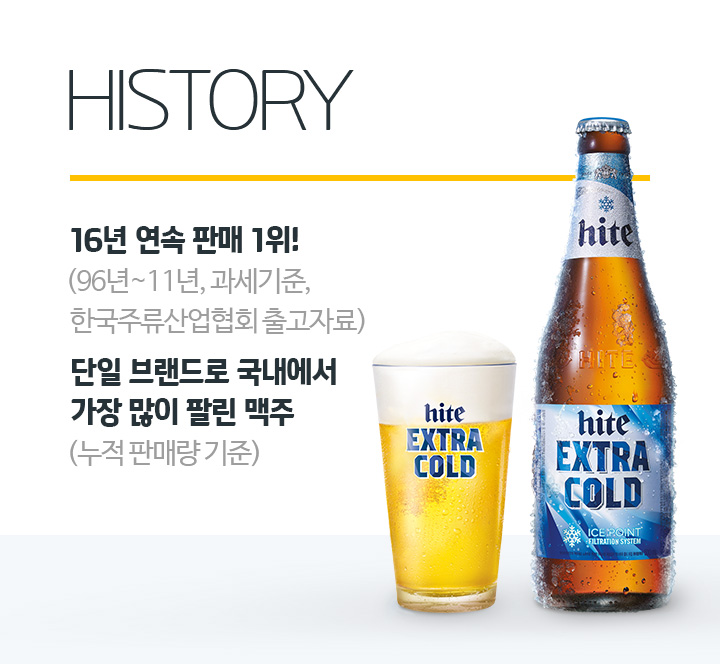 HISTORY
16년 연속 판매 1위!
(96년~11년, 과세기준,
한국주류산업협회 출고자료)
단일 브랜드로 국내에서
가장 많이 팔린 맥주
(누적 판매량 기준)
hite
EXTRA
COLD
hite
HITE
hite
EXTRA
COLD
ICE POINT
FILTRATION SYSTEM